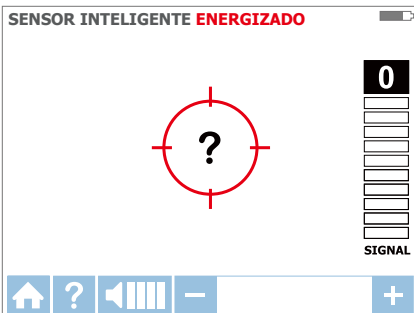 SENSOR INTELIGENTE ENERGIZADO
0
?
SIGNAL
?
− +